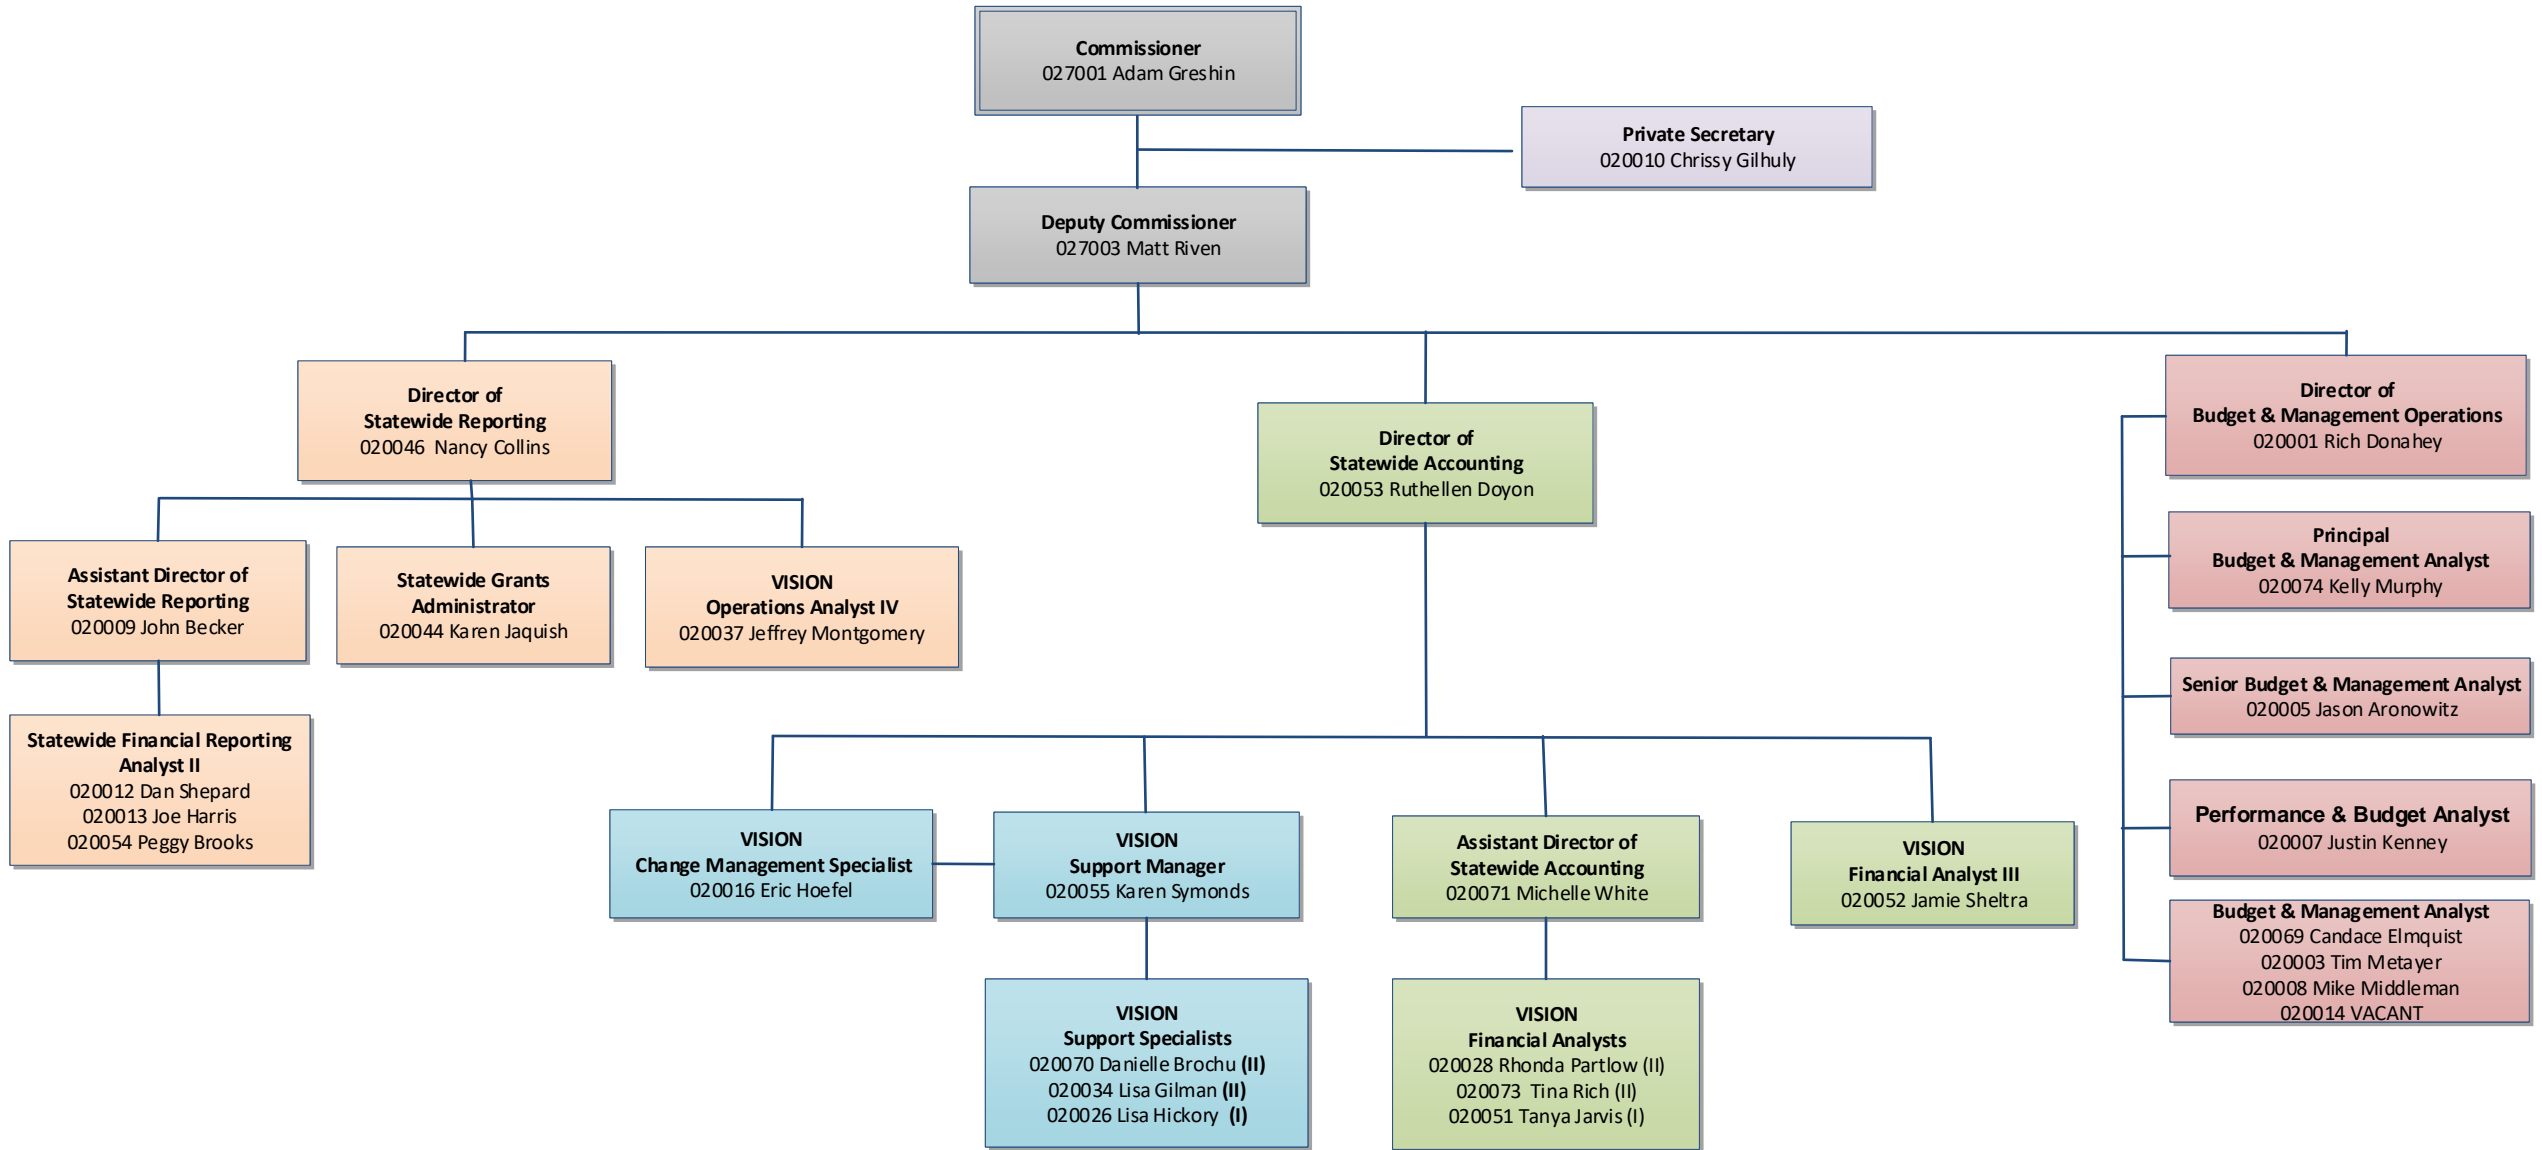 Commissioner
027001 Adam Greshin
Private Secretary
020010 Chrissy Gilhuly
Deputy Commissioner
027003 Matt Riven
Director of
Statewide Reporting
020046 Nancy Collins
Director of
Statewide Accounting
020053 Ruthellen Doyon
Director of
Budget & Management Operations
020001 Rich Donahey
Assistant Director of
Statewide Reporting
020009 John Becker
Statewide Grants
Administrator
020044 Karen Jaquish
VISION
Operations Analyst IV
020037 Jeffrey Montgomery
Principal
Budget & Management Analyst
020074 Kelly Murphy
Senior Budget & Management Analyst
020005 Jason Aronowitz
Statewide Financial Reporting
Analyst II
020012 Dan Shepard
020013 Joe Harris
020054 Peggy Brooks
VISION
Change Management Specialist
020016 Eric Hoefel
VISION
Support Manager
020055 Karen Symonds
Assistant Director of
Statewide Accounting
020071 Michelle White
VISION
Financial Analyst III
020052 Jamie Sheltra
Performance & Budget Analyst
020007 Justin Kenney
Budget & Management Analyst
020069 Candace Elmquist
020003 Tim Metayer
020008 Mike Middleman
020014 VACANT
VISION
Support Specialists
020070 Danielle Brochu (II)
020034 Lisa Gilman (II)
020026 Lisa Hickory (I)
VISION
Financial Analysts
020028 Rhonda Partlow (II)
020073 Tina Rich (II)
020051 Tanya Jarvis (I)